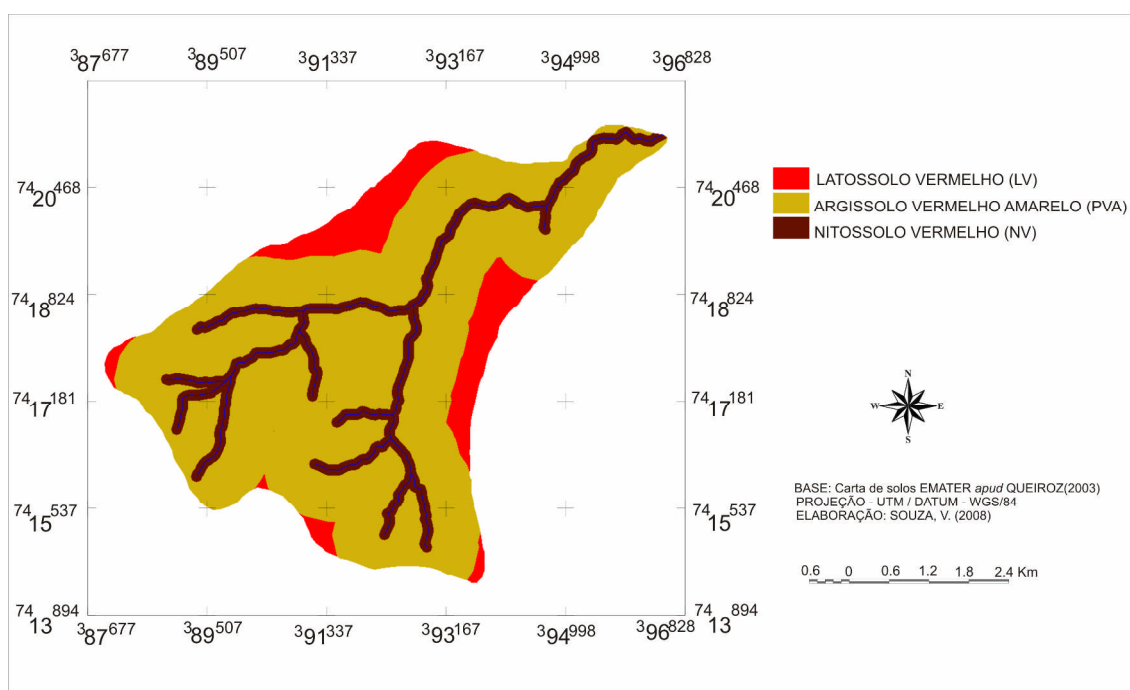 387677 389507 391337 393167 394998 396828
7420468 7420468
LATOSSOLO VERMELHO (LV)
ARGISSOLO VERMELHO AMARELO (PVA)
NITOSSOLO VERMELHO (NV)
7418824 7418824
7417181 7417181
N
W E
S
7415537 7415537
BASE: Carta de solos EMATER apud QUEIROZ(2003)
PROJEÇÃO - UTM / DATUM - WGS/84
ELABORAÇÃO: SOUZA, V. (2008)
0.6 0 0.6 1.2 1.8 2.4 Km
7413894 7413894
387677 389507 391337 393167 394998 396828